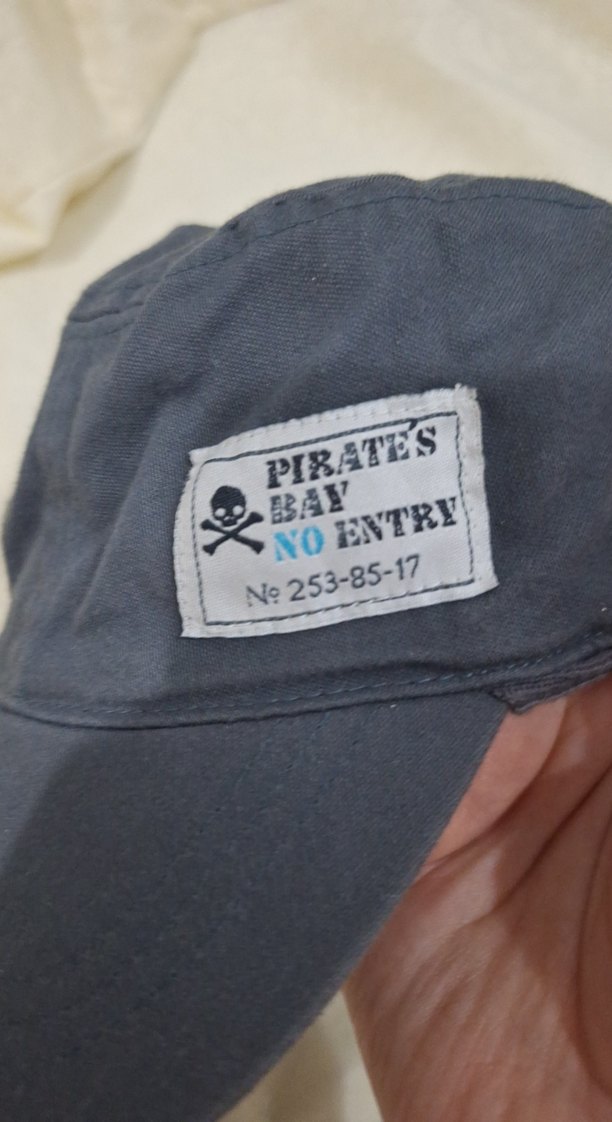 PIRATE'S
BAY
NO ENTRY
№ 253-85-17